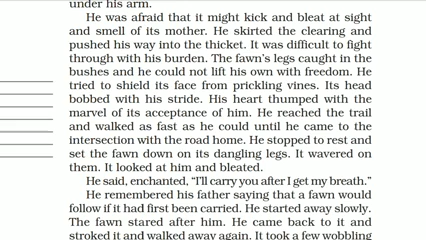 under his arm.
He was afraid that it might kick and bleat at sight
and smell of its mother. He skirted the clearing and
pushed his way into the thicket. It was difficult to fight
through with his burden. The fawn's legs caught in the
bushes and he could not lift his own with freedom. He
tried to shield its face from prickling vines. Its head
bobbed with his stride. His heart thumped with the
marvel of its acceptance of him. He reached the trail
and walked as fast as he could until he came to the
intersection with the road home. He stopped to rest and
set the fawn down on its dangling legs. It wavered on
them. It looked at him and bleated.
He said, enchanted, “I'll carry you after I get my breath.”
He remembered his father saying that a fawn would
follow if it had first been carried. He started away slowly.
The fawn stared after him. He came back to it and
stroked it and walked away again. It took a few wobbling